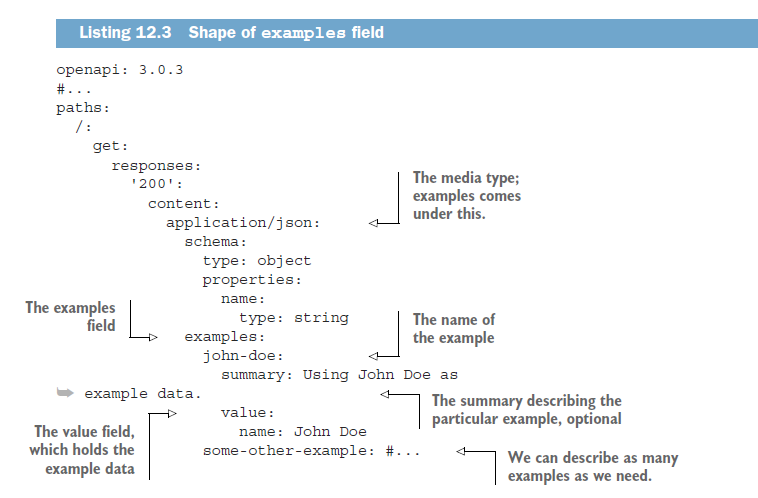 Listing 12.3 Shape of examples field
openapi: 3.0.3
#...
paths:
/:
get:
responses:
'200':
content:
application/json:
schema:
type: object
properties:
name:
type: string
examples:
john-doe:
summary: Using John Doe as
example data.
value:
name: John Doe
some-other-example: #...
The media type;
examples comes
under this.
The examples
field
The name of
the example
The summary describing the
particular example, optional
The value field,
which holds the
example data
We can describe as many
examples as we need.